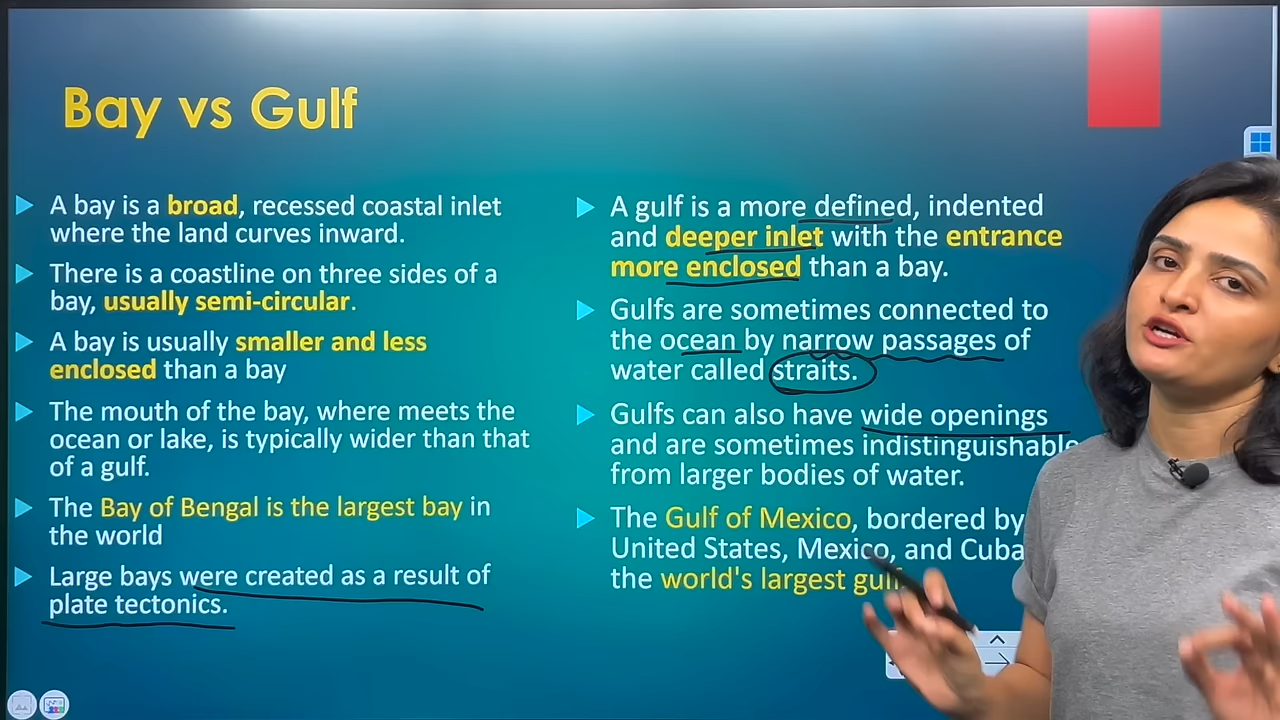 Bay vs Gulf
A bay is a broad, recessed coastal inlet
where the land curves inward.
There is a coastline on three sides of a
bay, usually semi-circular.
A bay is usually smaller and less
enclosed than a bay
The mouth of the bay, where meets the
ocean or lake, is typically wider than that
of a gulf.
The Bay of Bengal is the largest bay in
the world
Large bays were created as a result of
plate tectonics.
A gulf is a more defined, indented
and deeper inlet with the entrance
more enclosed than a bay.
Gulfs are sometimes connected to
the ocean by narrow passages of
water called straits.
Gulfs can also have wide openings
and are sometimes indistinguishable
from larger bodies of water.
The Gulf of Mexico, bordered by
United States, Mexico, and Cuba
the world's largest gulf.